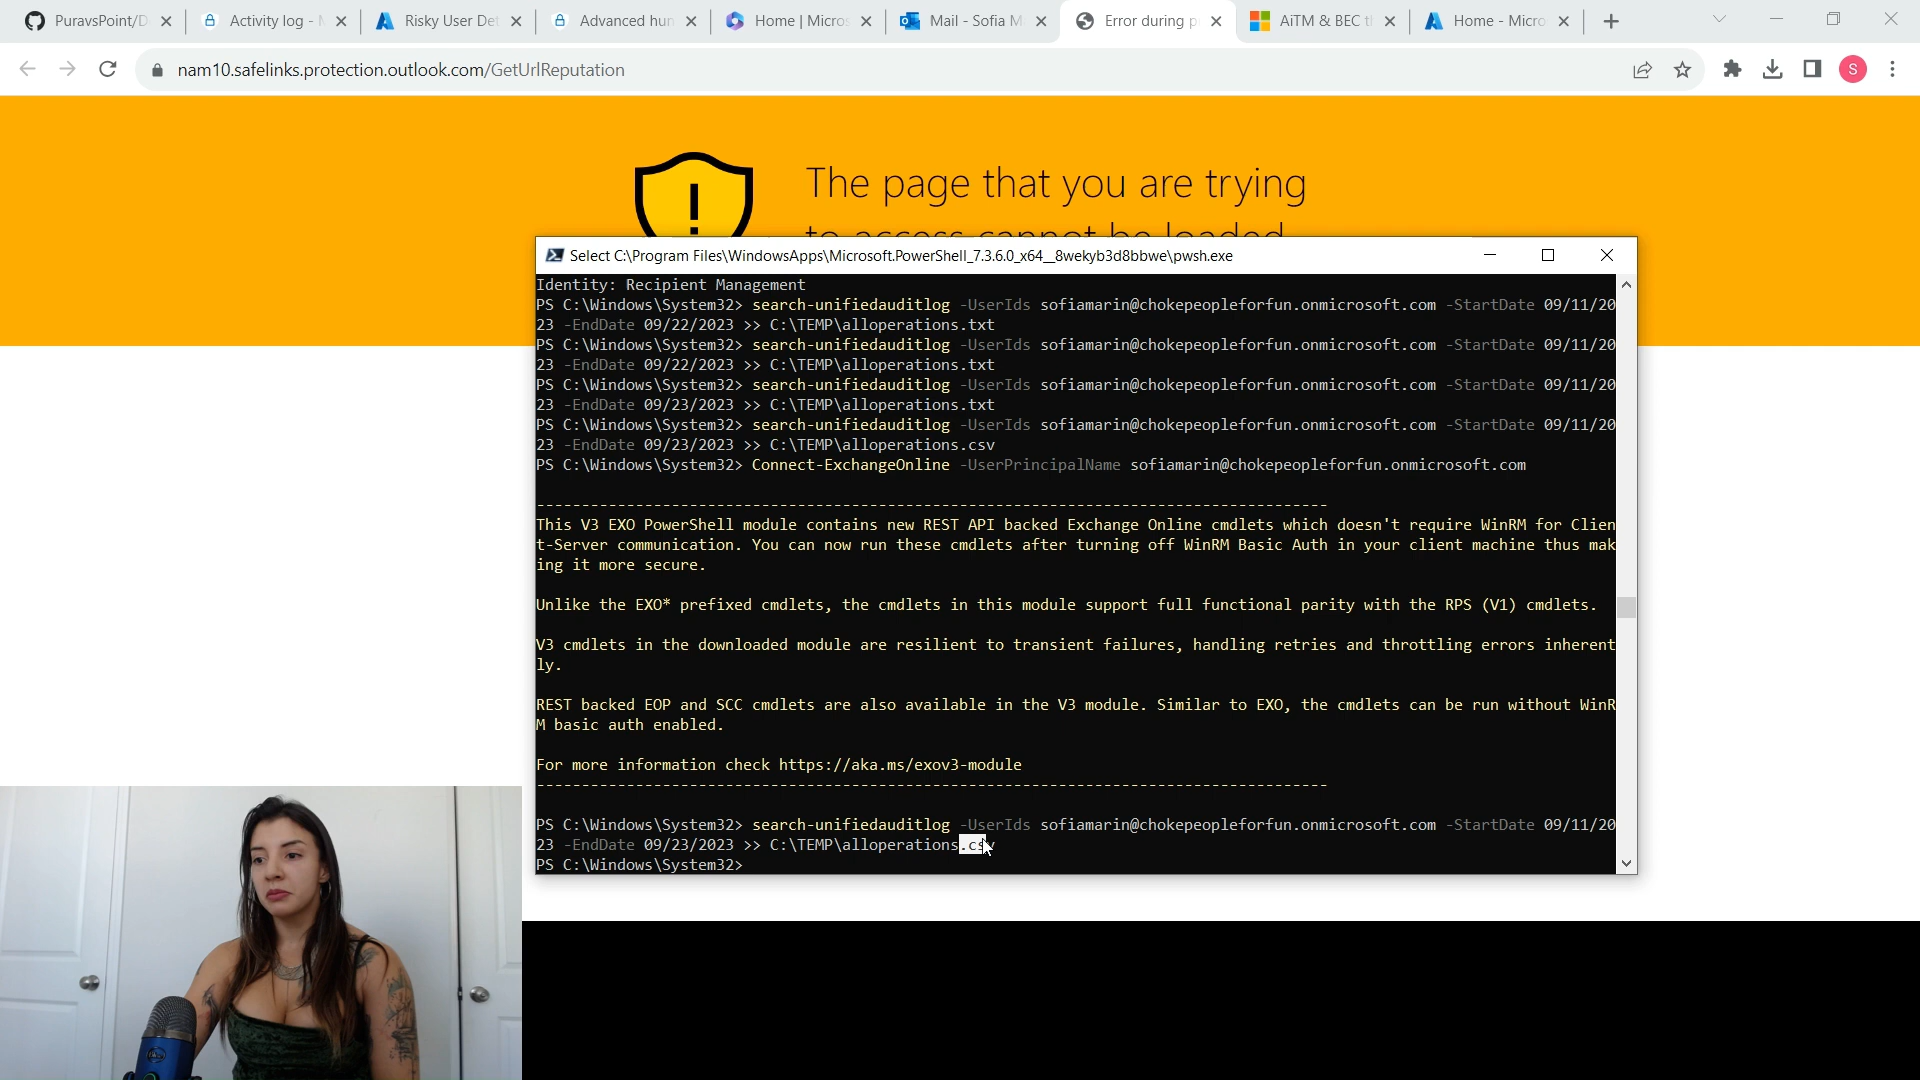 PuravsPoint/D
Activity log - M
Risky User Det
Advanced hun
Home | Micros
Mail - Sofia M
Error during p
AiTM & BEC t
Home - Micro
nam10.safelinks.protection.outlook.com/GetUrlReputation
S
The page that you are trying
to access cannot be loaded
Select C:\Program Files\WindowsApps\Microsoft.PowerShell_7.3.6.0_x64__8wekyb3d8bbwe\pwsh.exe
Identity: Recipient Management
PS C:\Windows\System32> search-unifiedauditlog -UserIds sofiamarin@chokepeopleforfun.onmicrosoft.com -StartDate 09/11/20
23 -EndDate 09/22/2023 >> C:\TEMP\alloperations.txt
PS C:\Windows\System32> search-unifiedauditlog -UserIds sofiamarin@chokepeopleforfun.onmicrosoft.com -StartDate 09/11/20
23 -EndDate 09/22/2023 >> C:\TEMP\alloperations.txt
PS C:\Windows\System32> search-unifiedauditlog -UserIds sofiamarin@chokepeopleforfun.onmicrosoft.com -StartDate 09/11/20
23 -EndDate 09/23/2023 >> C:\TEMP\alloperations.txt
PS C:\Windows\System32> search-unifiedauditlog -UserIds sofiamarin@chokepeopleforfun.onmicrosoft.com -StartDate 09/11/20
23 -EndDate 09/23/2023 >> C:\TEMP\alloperations.csv
PS C:\Windows\System32> Connect-ExchangeOnline -UserPrincipalName sofiamarin@chokepeopleforfun.onmicrosoft.com
----------------------------------------------------------------------------------------
This V3 EXO PowerShell module contains new REST API backed Exchange Online cmdlets which doesn't require WinRM for Clien
t-Server communication. You can now run these cmdlets after turning off WinRM Basic Auth in your client machine thus mak
ing it more secure.
Unlike the EXO* prefixed cmdlets, the cmdlets in this module support full functional parity with the RPS (V1) cmdlets.
V3 cmdlets in the downloaded module are resilient to transient failures, handling retries and throttling errors inherent
ly.
REST backed EOP and SCC cmdlets are also available in the V3 module. Similar to EXO, the cmdlets can be run without WinR
M basic auth enabled.
For more information check https://aka.ms/exov3-module
----------------------------------------------------------------------------------------
PS C:\Windows\System32> search-unifiedauditlog -UserIds sofiamarin@chokepeopleforfun.onmicrosoft.com -StartDate 09/11/20
23 -EndDate 09/23/2023 >> C:\TEMP\alloperations.csv
PS C:\Windows\System32>